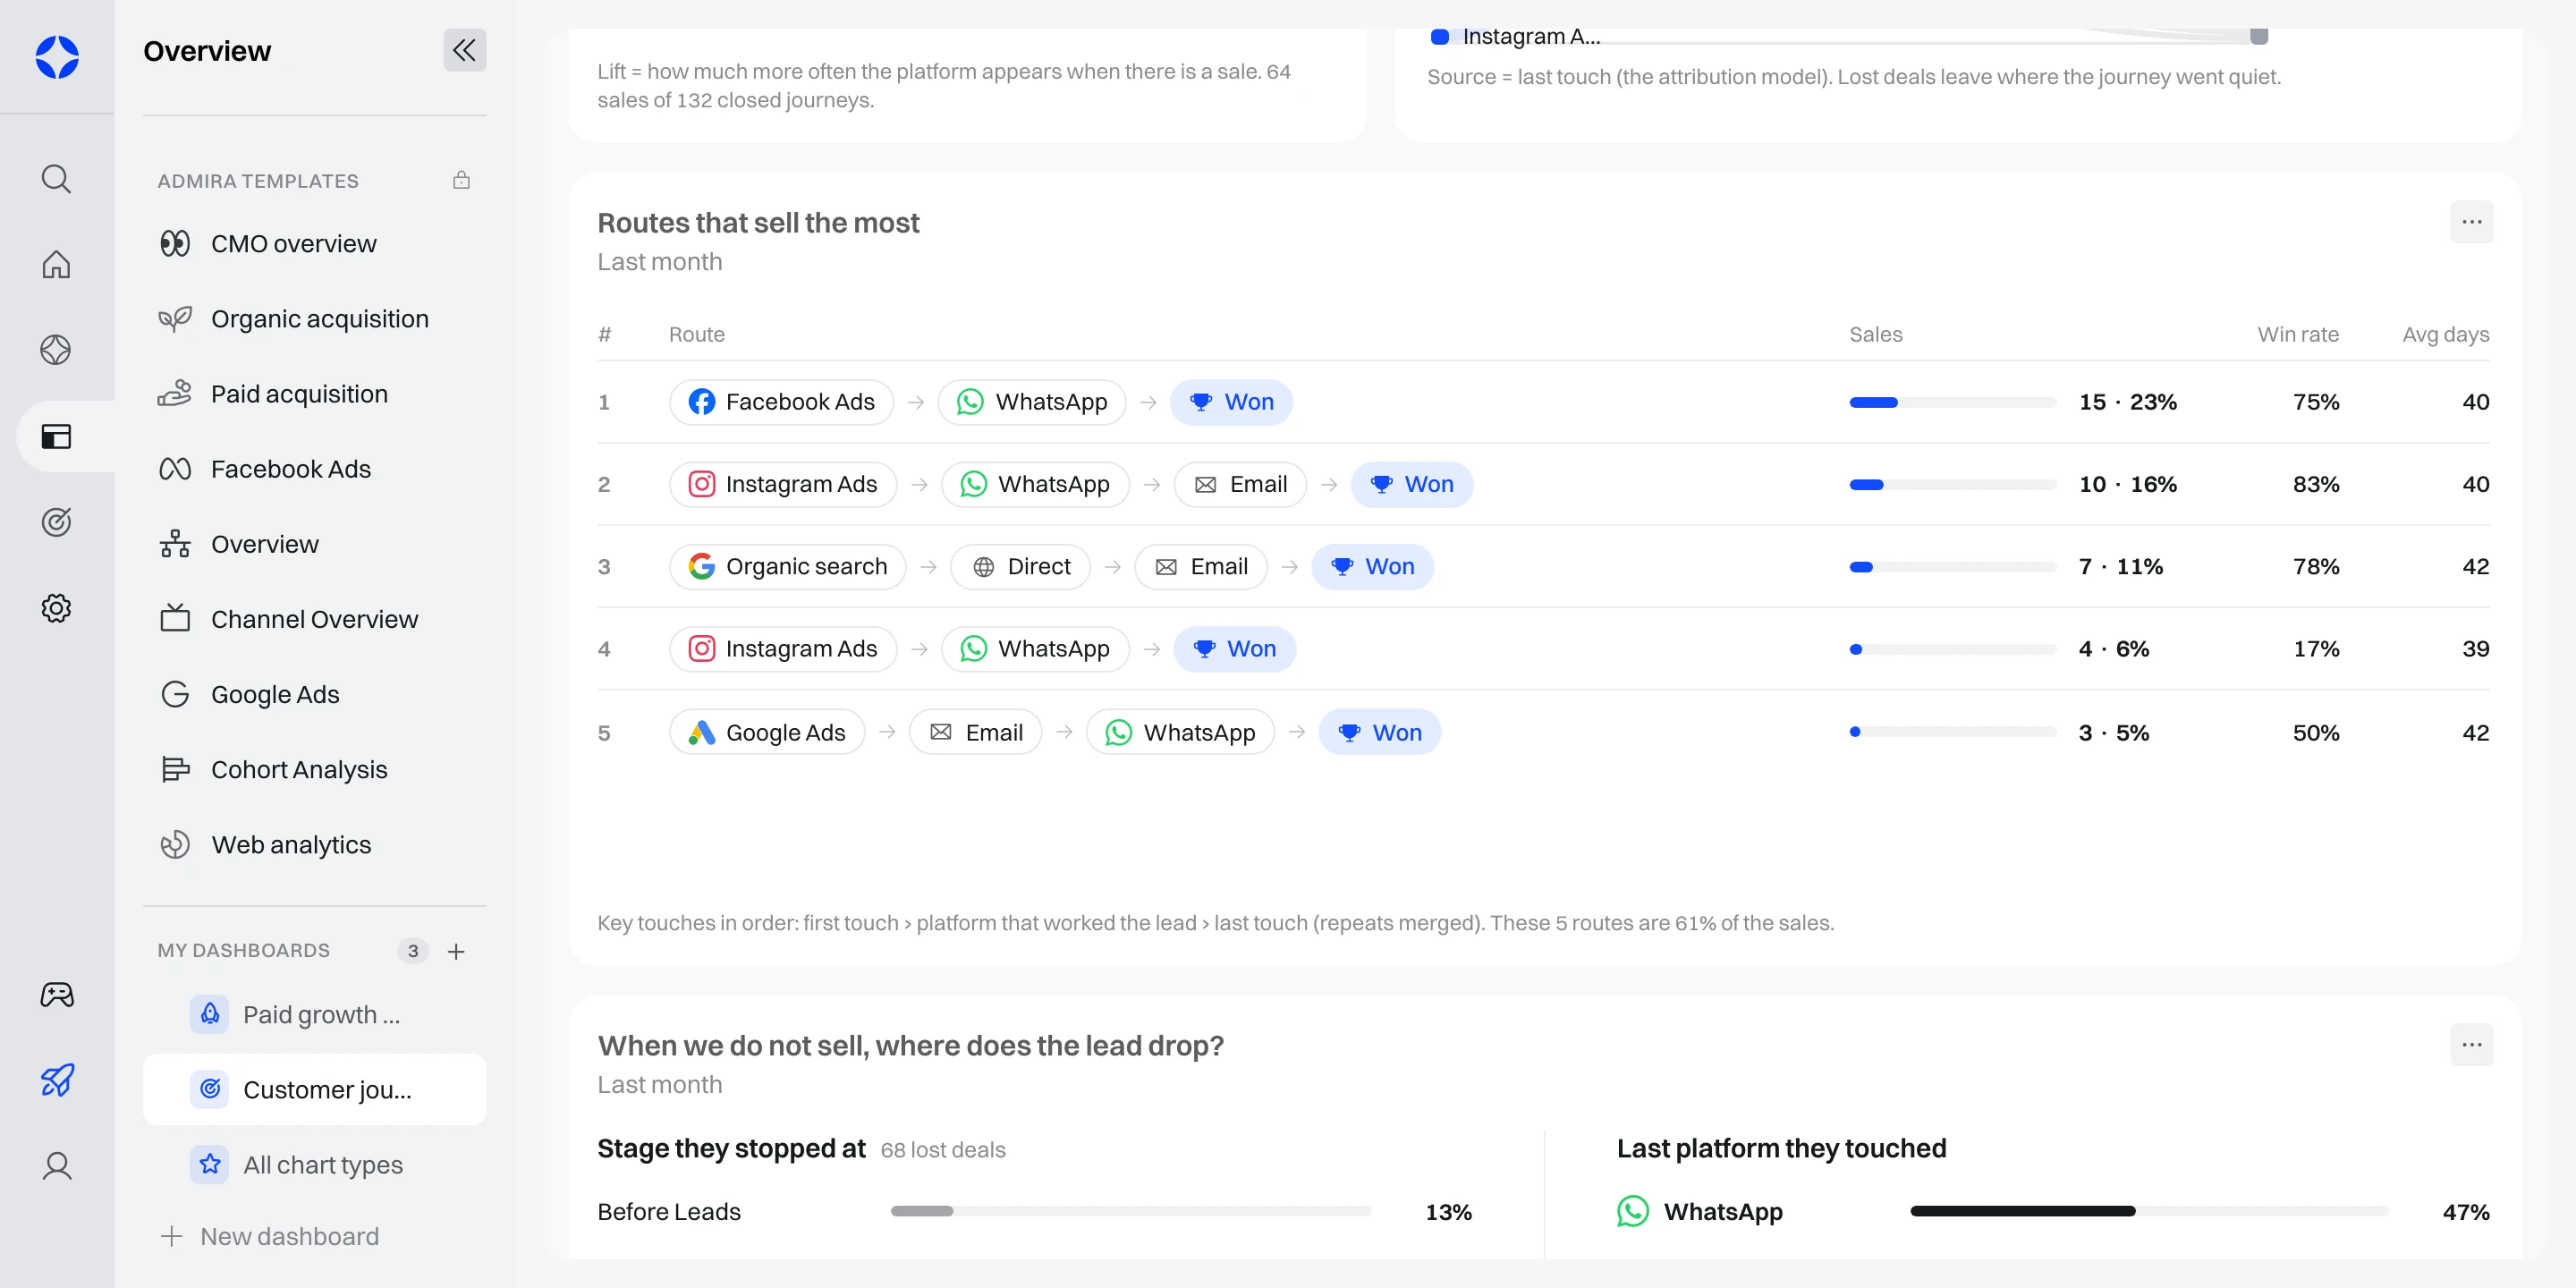 Overview
ADMIRA TEMPLATES
CMO overview
Organic acquisition
Paid acquisition
Facebook Ads
Overview
Channel Overview
Google Ads
Cohort Analysis
Web analytics
MY DASHBOARDS 3
Paid growth ...
Customer jou...
All chart types
New dashboard
Lift = how much more often the platform appears when there is a sale. 64
sales of 132 closed journeys.
Instagram A...
Source = last touch (the attribution model). Lost deals leave where the journey went quiet.
Routes that sell the most
Last month
# Route Sales Win rate Avg days
1 Facebook Ads → WhatsApp → Won 15 · 23% 75% 40
2 Instagram Ads → WhatsApp → Email → Won 10 · 16% 83% 40
3 Organic search → Direct → Email → Won 7 · 11% 78% 42
4 Instagram Ads → WhatsApp → Won 4 · 6% 17% 39
5 Google Ads → Email → WhatsApp → Won 3 · 5% 50% 42
Key touches in order: first touch › platform that worked the lead › last touch (repeats merged). These 5 routes are 61% of the sales.
When we do not sell, where does the lead drop?
Last month
Stage they stopped at 68 lost deals
Before Leads 13%
Last platform they touched
WhatsApp 47%